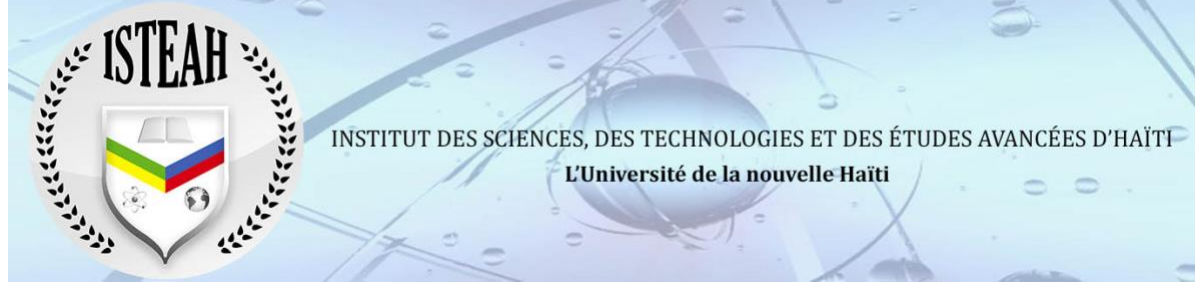 ISTEAH
INSTITUT DES SCIENCES, DES TECHNOLOGIES ET DES ÉTUDES AVANCÉES D’HAÏTI
L’Université de la nouvelle Haïti